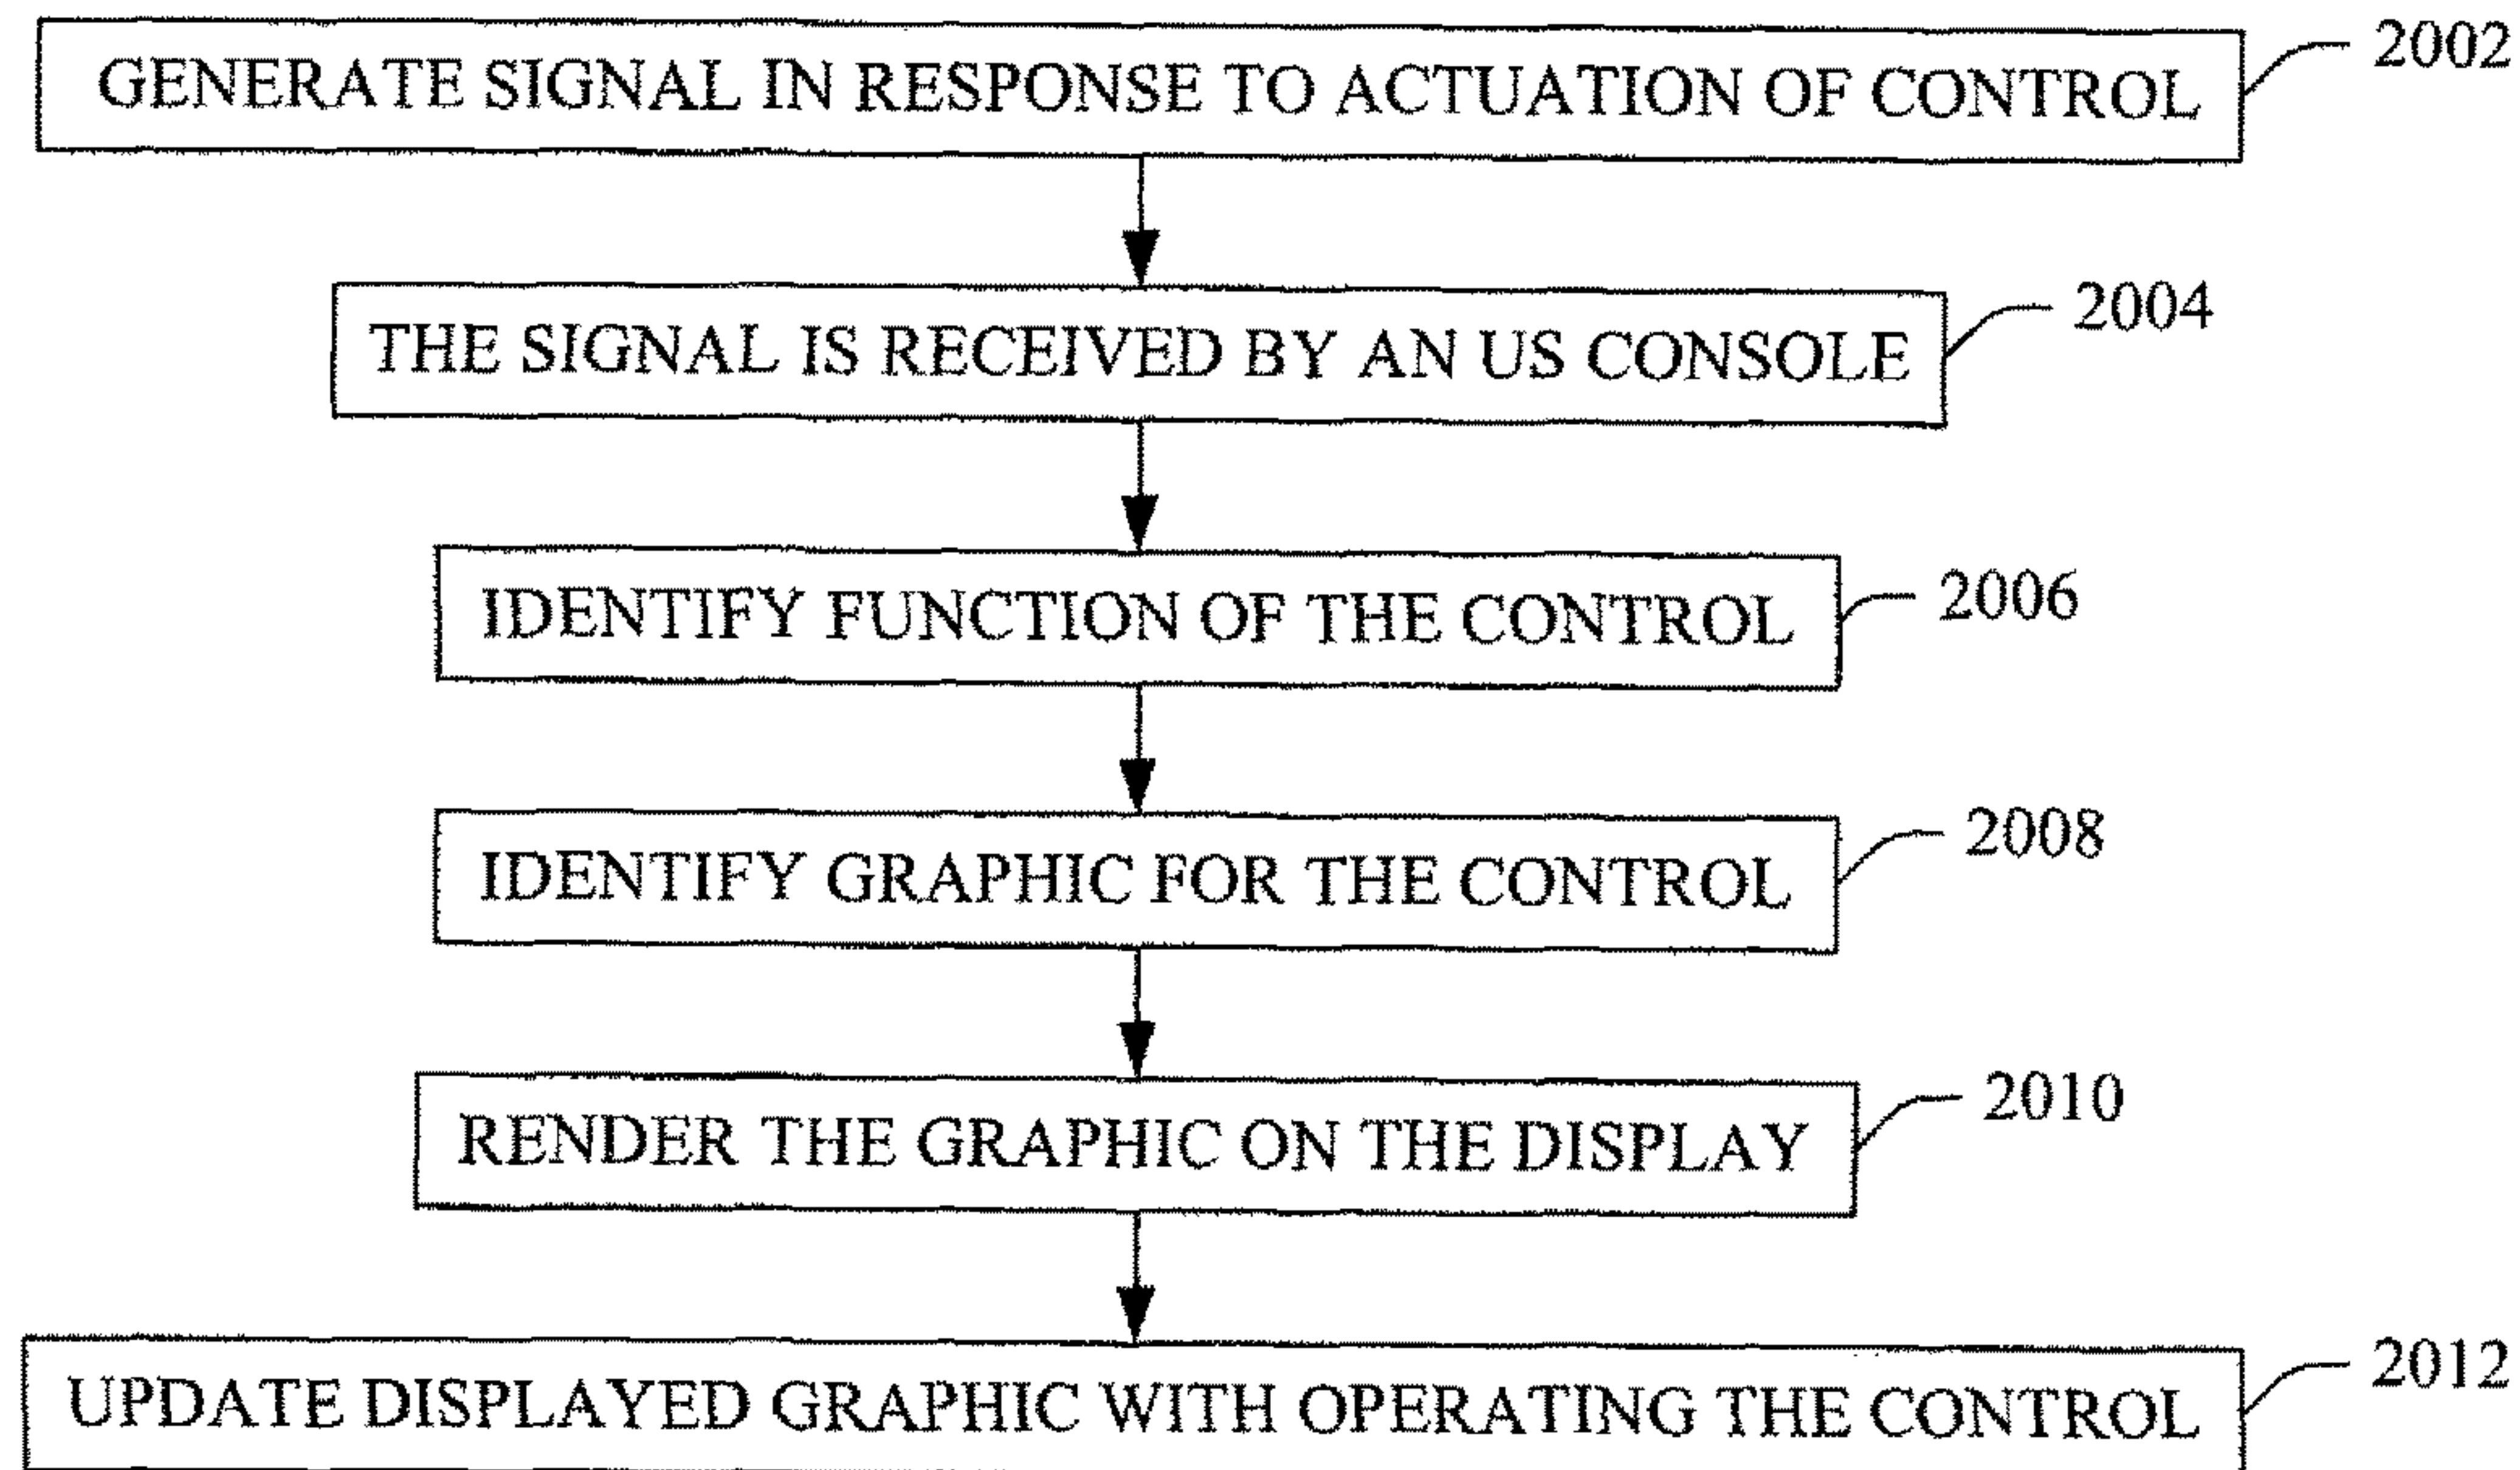 GENERATE SIGNAL IN RESPONSE TO ACTUATION OF CONTROL 2002
THE SIGNAL IS RECEIVED BY AN US CONSOLE 2004
IDENTIFY FUNCTION OF THE CONTROL 2006
IDENTIFY GRAPHIC FOR THE CONTROL 2008
RENDER THE GRAPHIC ON THE DISPLAY 2010
UPDATE DISPLAYED GRAPHIC WITH OPERATING THE CONTROL 2012